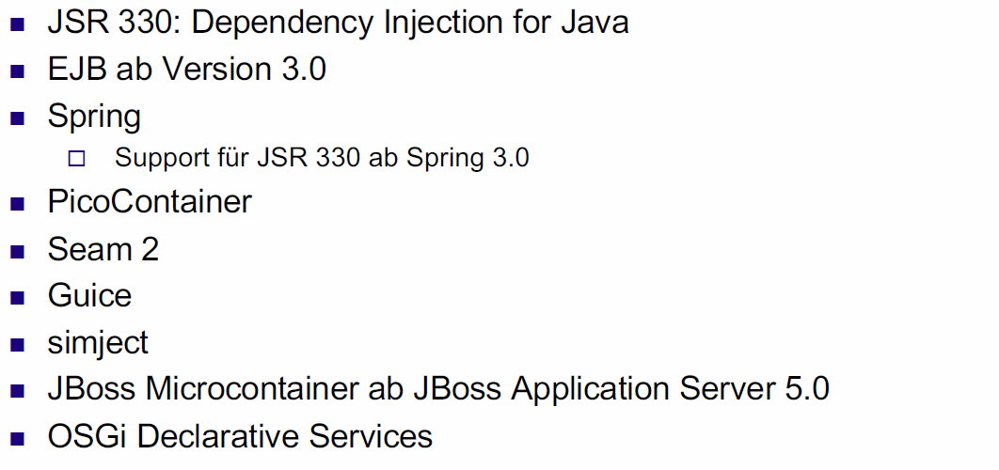 JSR 330: Dependency Injection for Java
EJB ab Version 3.0
Spring
Support für JSR 330 ab Spring 3.0
PicoContainer
Seam 2
Guice
simject
JBoss Microcontainer ab JBoss Application Server 5.0
OSGi Declarative Services